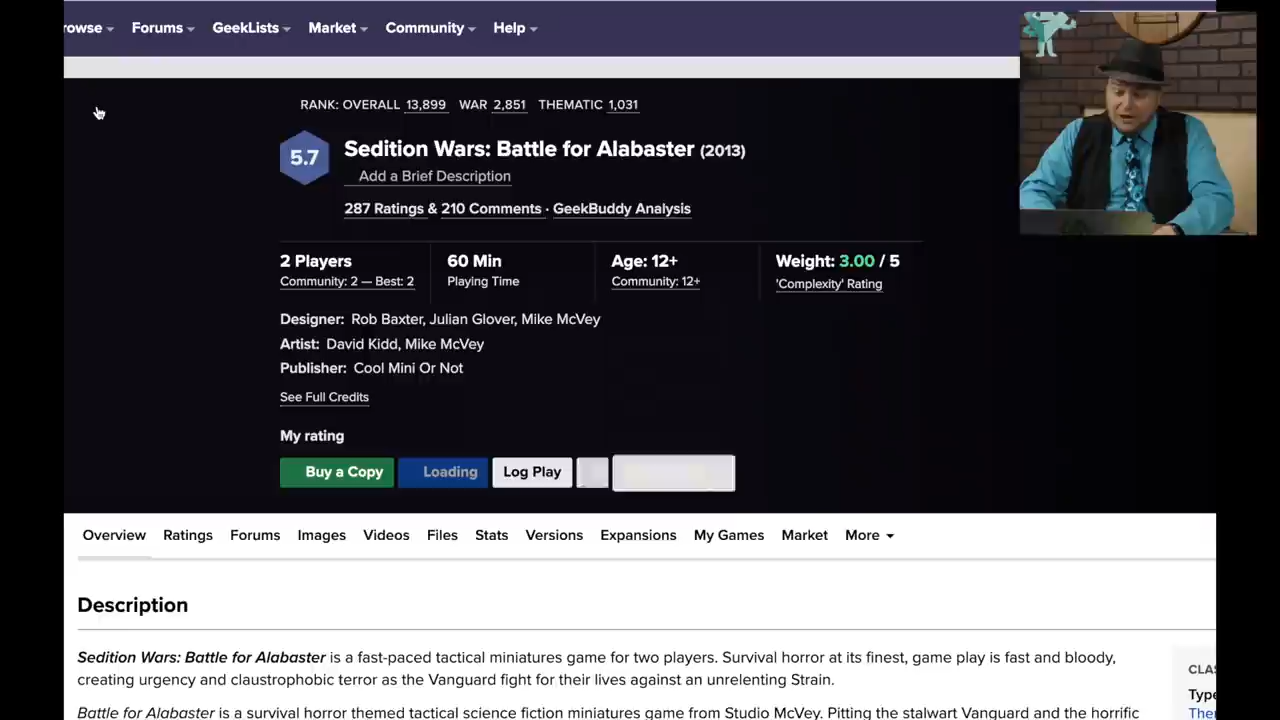 rowse Forums GeekLists Market Community Help
RANK: OVERALL 13,899 WAR 2,851 THEMATIC 1,031
5.7
Sedition Wars: Battle for Alabaster (2013)
Add a Brief Description
287 Ratings & 210 Comments · GeekBuddy Analysis
2 Players 60 Min Age: 12+ Weight: 3.00 / 5
Community: 2 — Best: 2 Playing Time Community: 12+ 'Complexity' Rating
Designer: Rob Baxter, Julian Glover, Mike McVey
Artist: David Kidd, Mike McVey
Publisher: Cool Mini Or Not
See Full Credits
My rating
Buy a Copy Loading Log Play
Overview Ratings Forums Images Videos Files Stats Versions Expansions My Games Market More
Description
Sedition Wars: Battle for Alabaster is a fast-paced tactical miniatures game for two players. Survival horror at its finest, game play is fast and bloody,
creating urgency and claustrophobic terror as the Vanguard fight for their lives against an unrelenting Strain.
CLAS
Type
Ther
Battle for Alabaster is a survival horror themed tactical science fiction miniatures game from Studio McVey. Pitting the stalwart Vanguard and the horrific